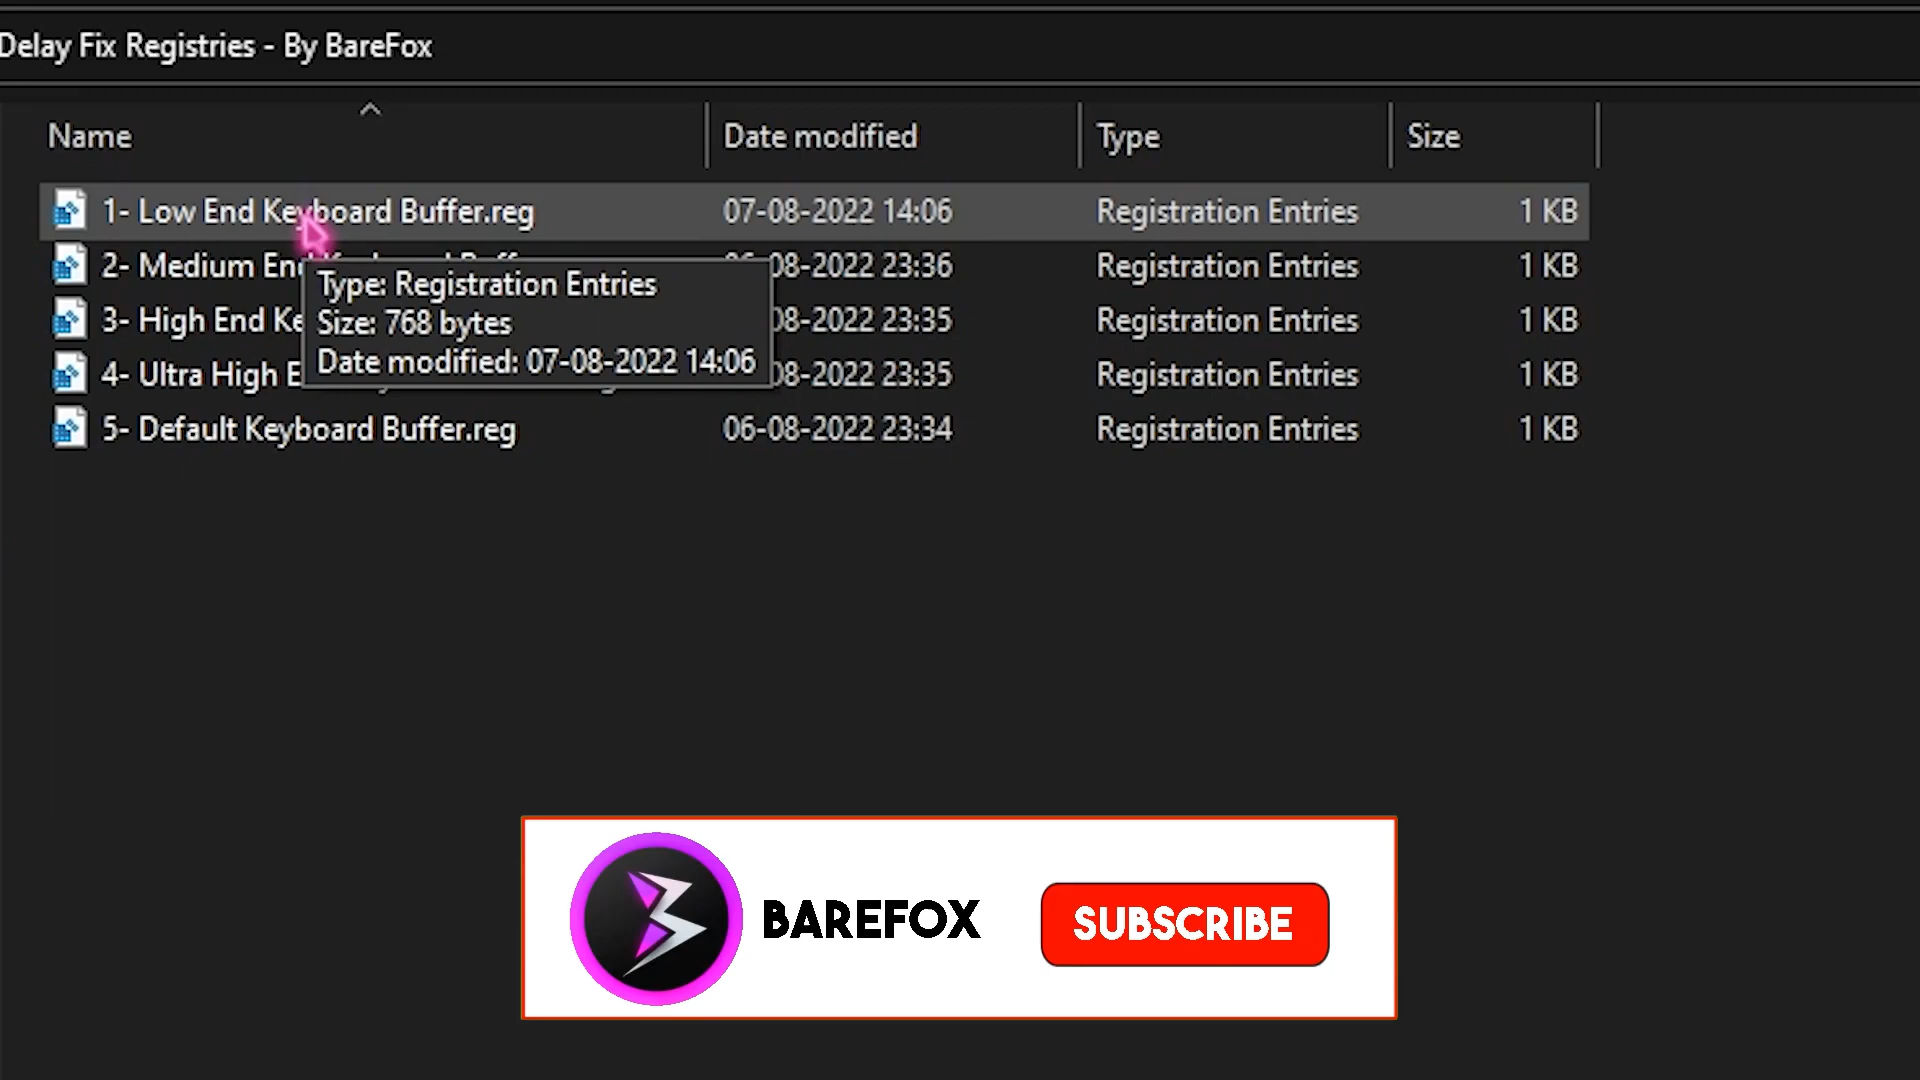 Delay Fix Registries - By BareFox
Name Date modified Type Size
1- Low End Keyboard Buffer.reg 07-08-2022 14:06 Registration Entries 1 KB
2- Medium 08-2022 23:36 Registration Entries 1 KB
Type: Registration Entries
3- High End 08-2022 23:35 Registration Entries 1 KB
Size: 768 bytes
Date modified: 07-08-2022 14:06
4- Ultra High 08-2022 23:35 Registration Entries 1 KB
5- Default Keyboard Buffer.reg 06-08-2022 23:34 Registration Entries 1 KB
BAREFOX SUBSCRIBE